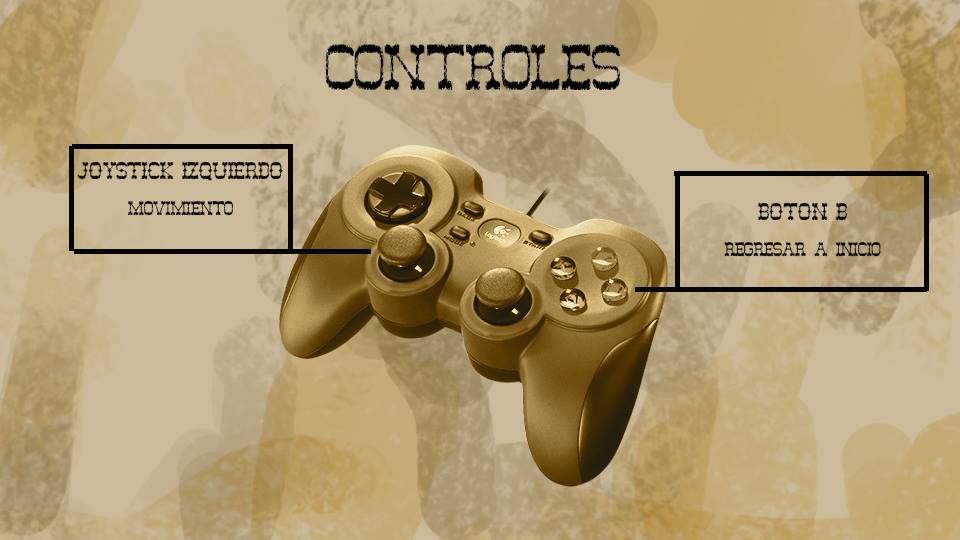 CONTROLES
JOYSTICK IZQUIERDO
MOVIMIENTO
BOTON B
REGRESAR A INICIO